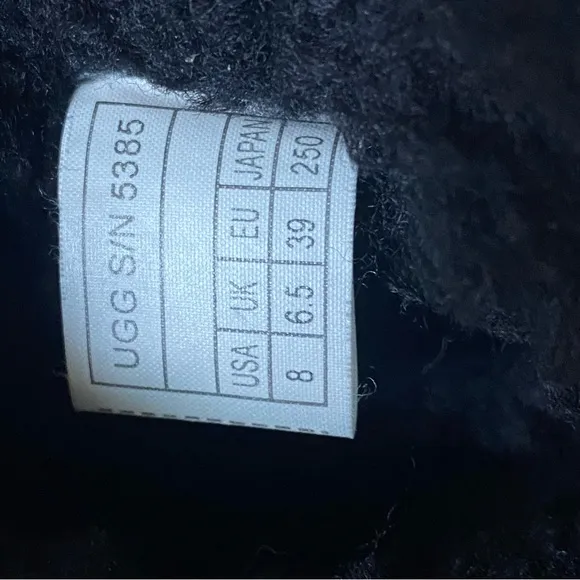 UGG S/N 5385
USA UK EU JAPAN
8 6.5 39 250